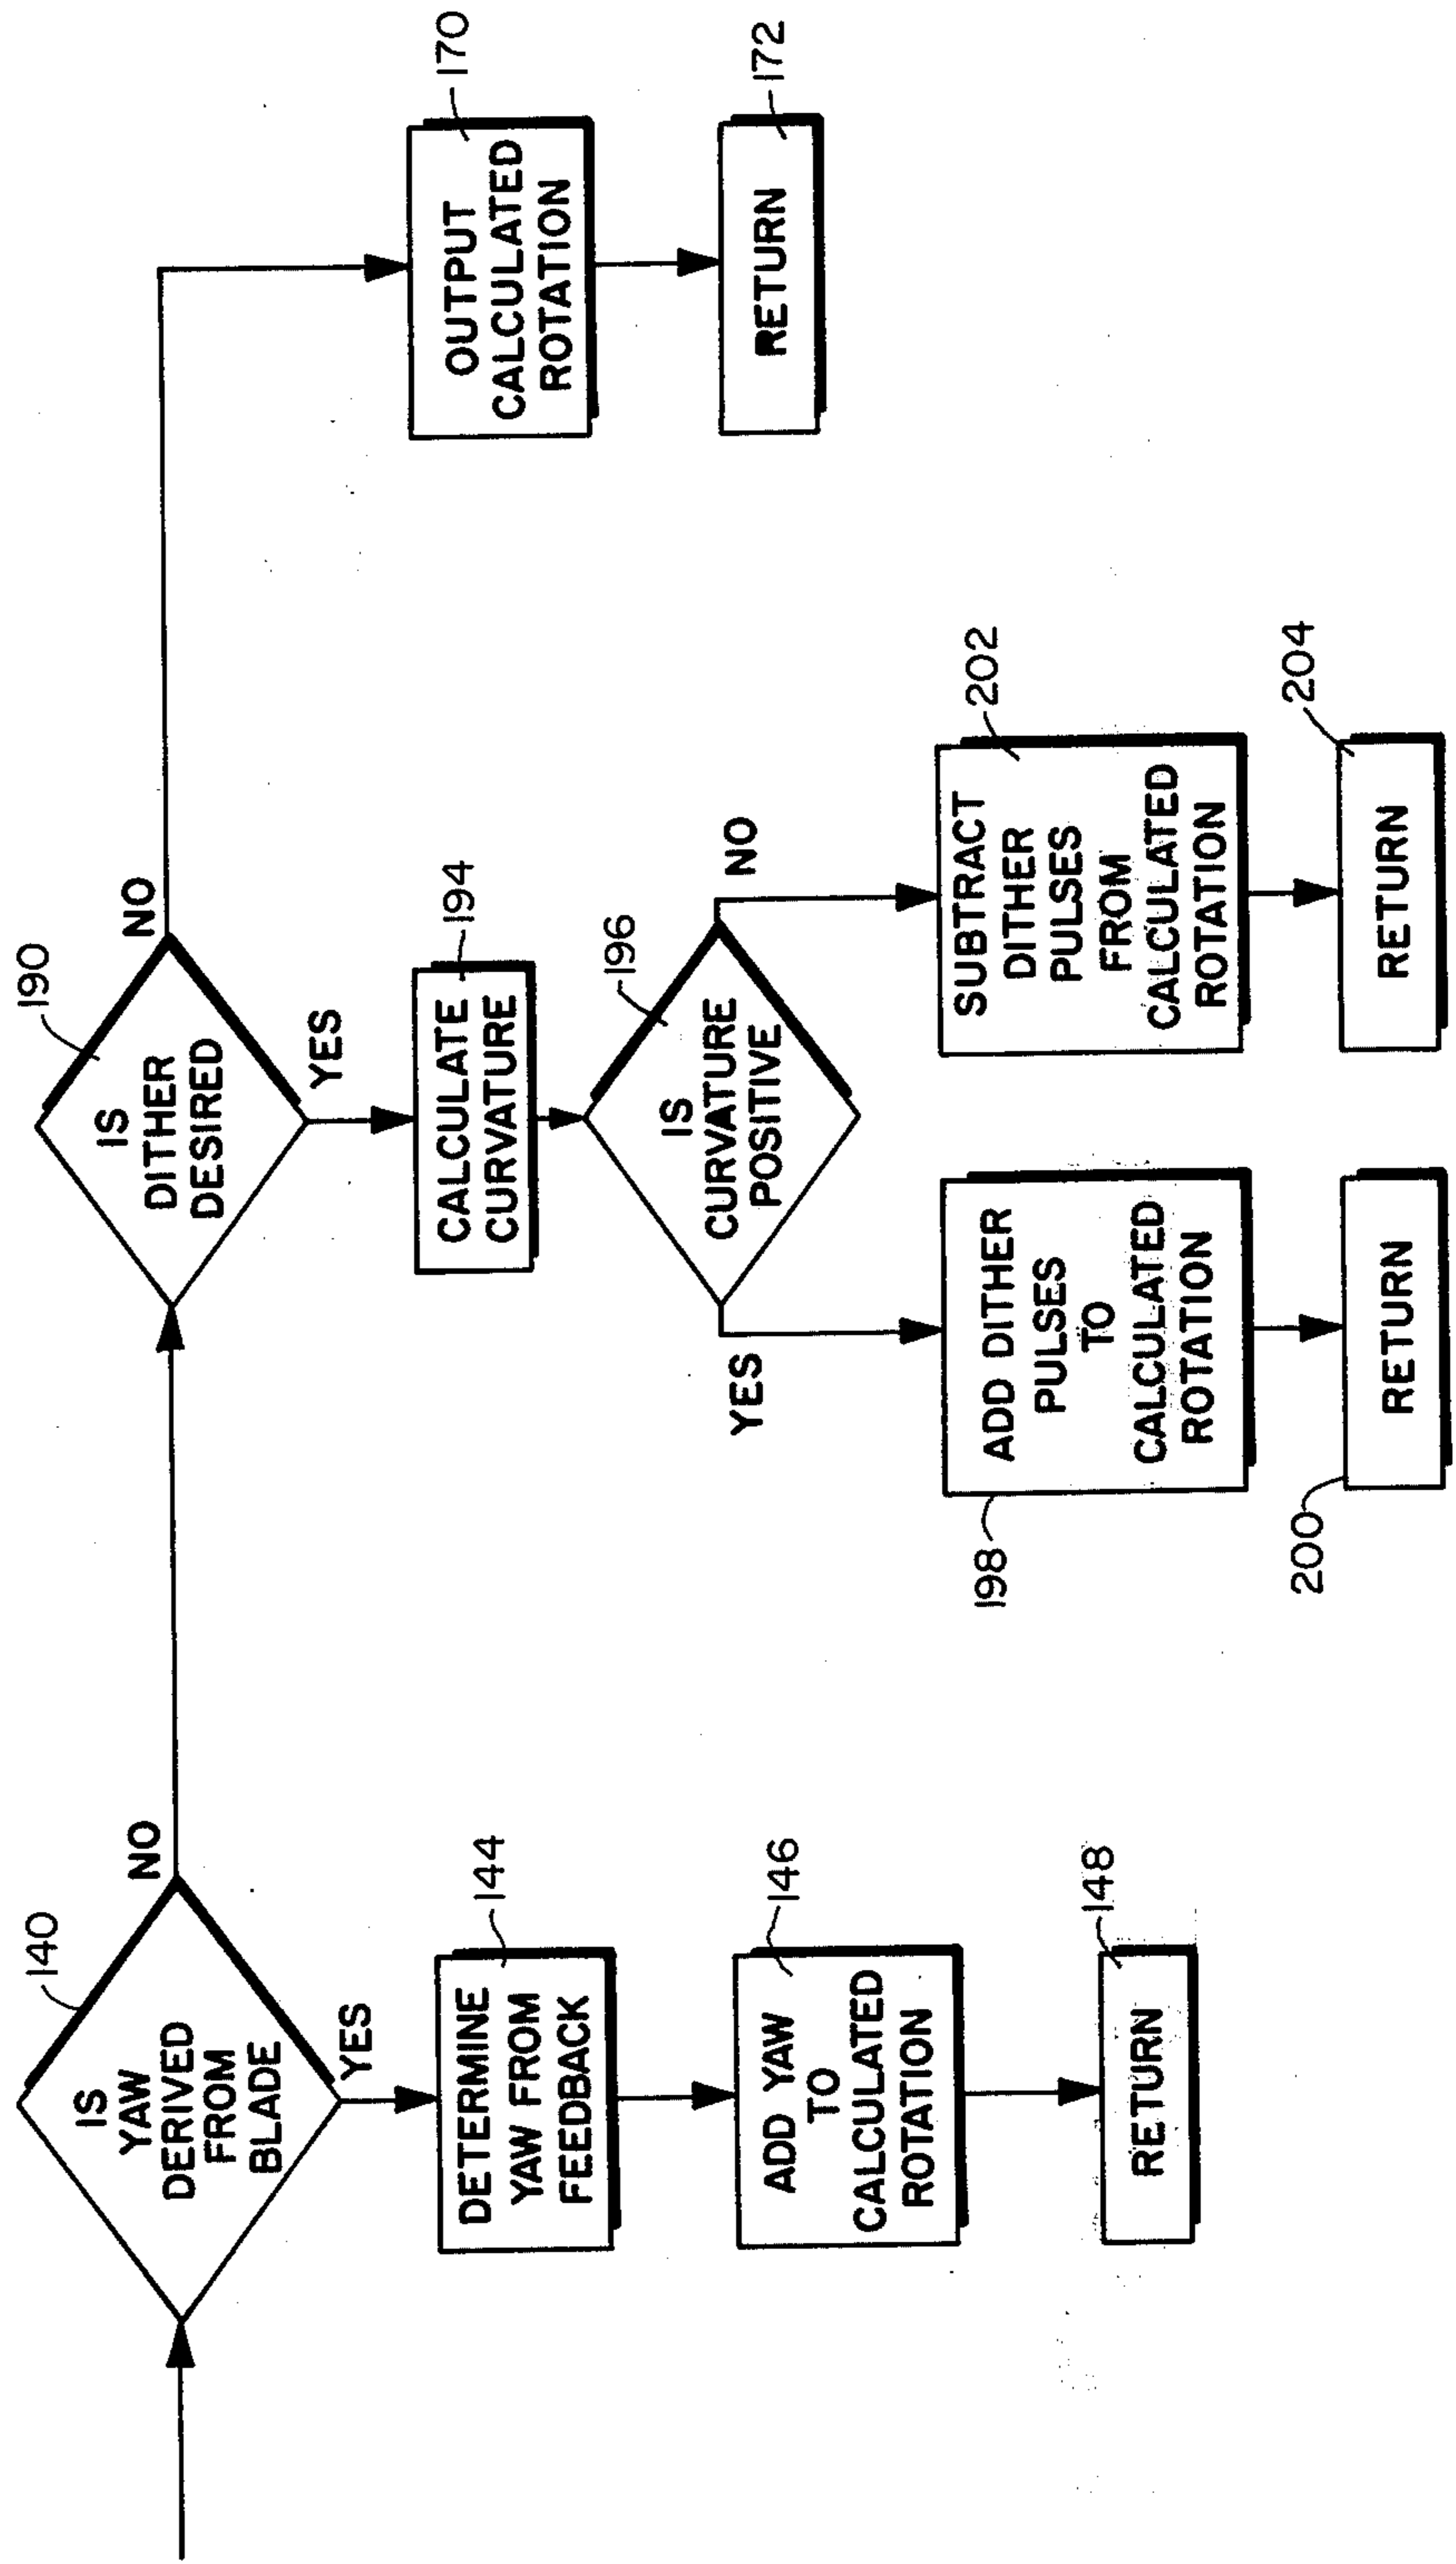 140
IS
YAW
DERIVED
FROM
BLADE
NO
YES
144
DETERMINE
YAW FROM
FEEDBACK
146
ADD YAW
TO
CALCULATED
ROTATION
148
RETURN
190
IS
DITHER
DESIRED
NO
YES
194
CALCULATE
CURVATURE
196
IS
CURVATURE
POSITIVE
YES
NO
198
ADD DITHER
PULSES
TO
CALCULATED
ROTATION
200
RETURN
202
SUBTRACT
DITHER
PULSES
FROM
CALCULATED
ROTATION
204
RETURN
170
OUTPUT
CALCULATED
ROTATION
172
RETURN